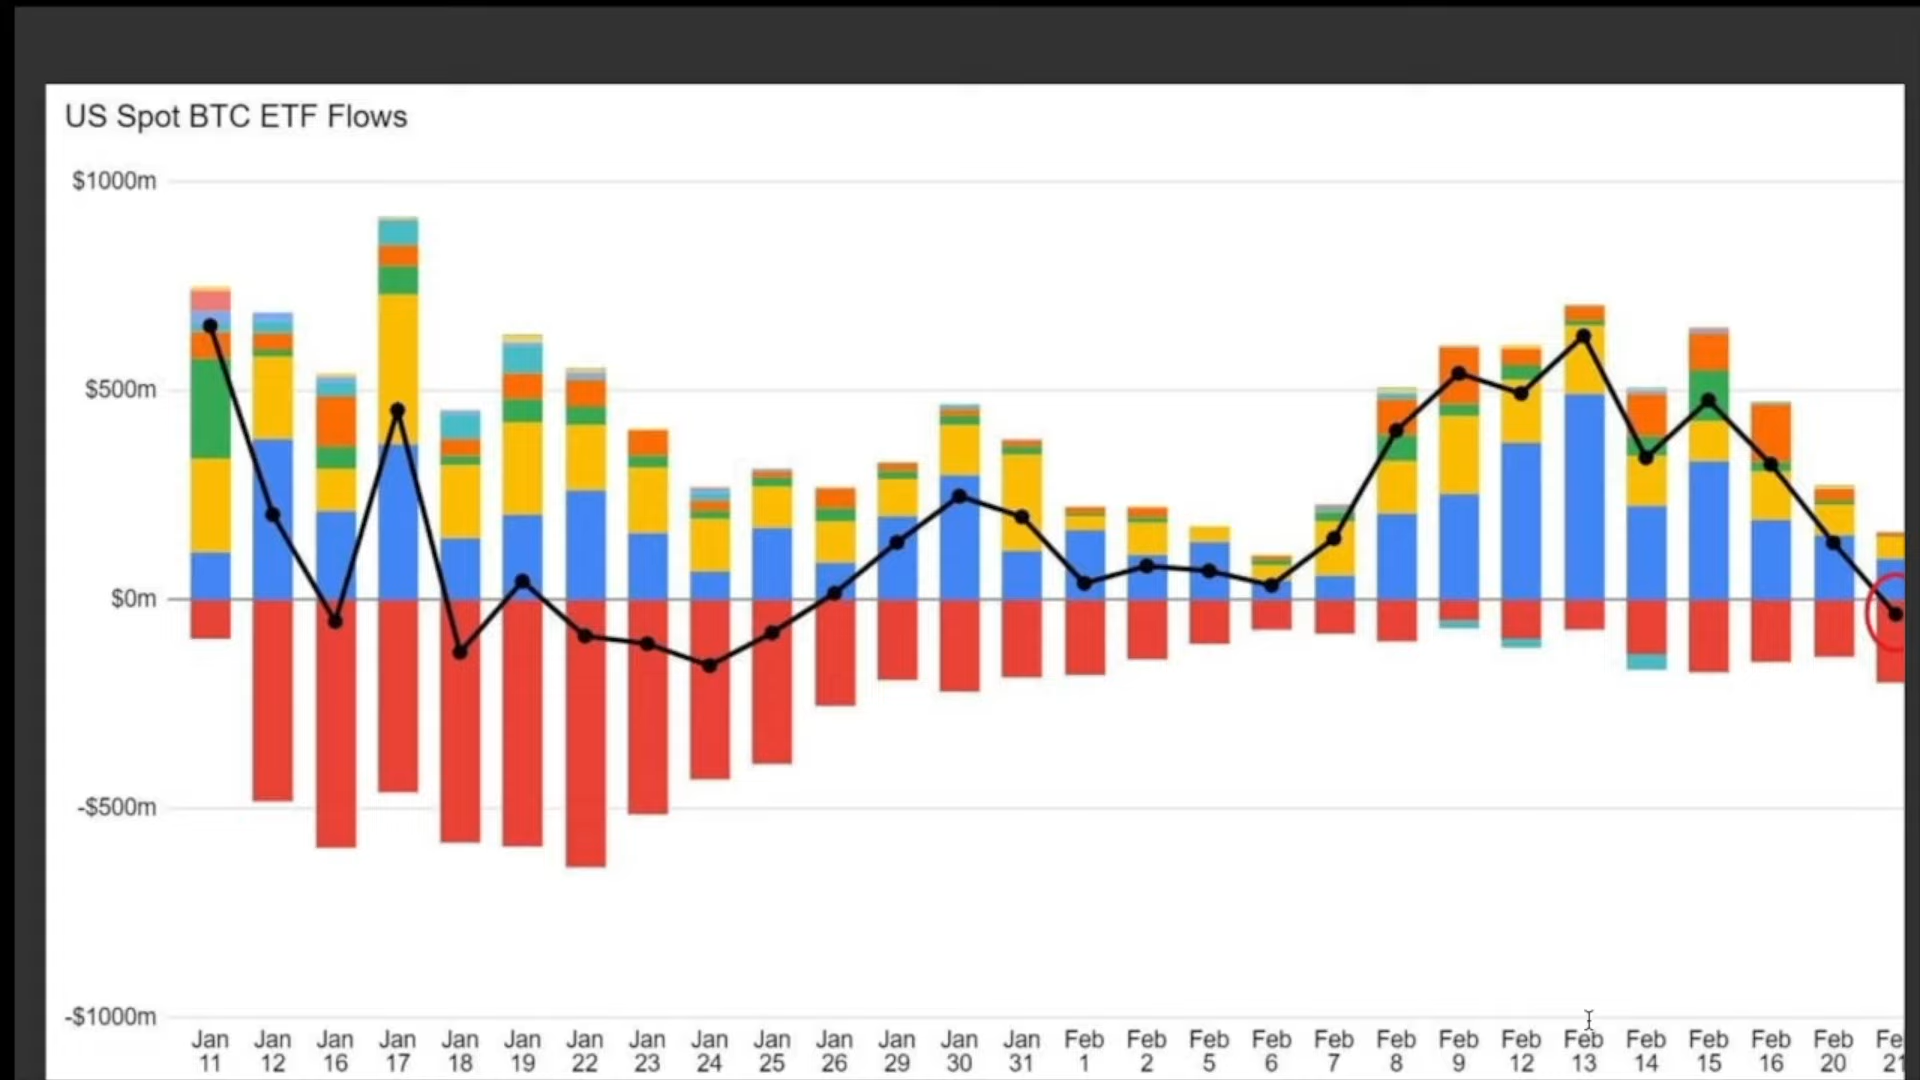 US Spot BTC ETF Flows
$1000m
$500m
$0m
-$500m
-$1000m
Jan Jan Jan Jan Jan Jan Jan Jan Jan Jan Jan Jan Jan Jan Feb Feb Feb Feb Feb Feb Feb Feb Feb Feb Feb Feb Feb Fe
11 12 16 17 18 19 22 23 24 25 26 29 30 31 1 2 5 6 7 8 9 12 13 14 15 16 20 21